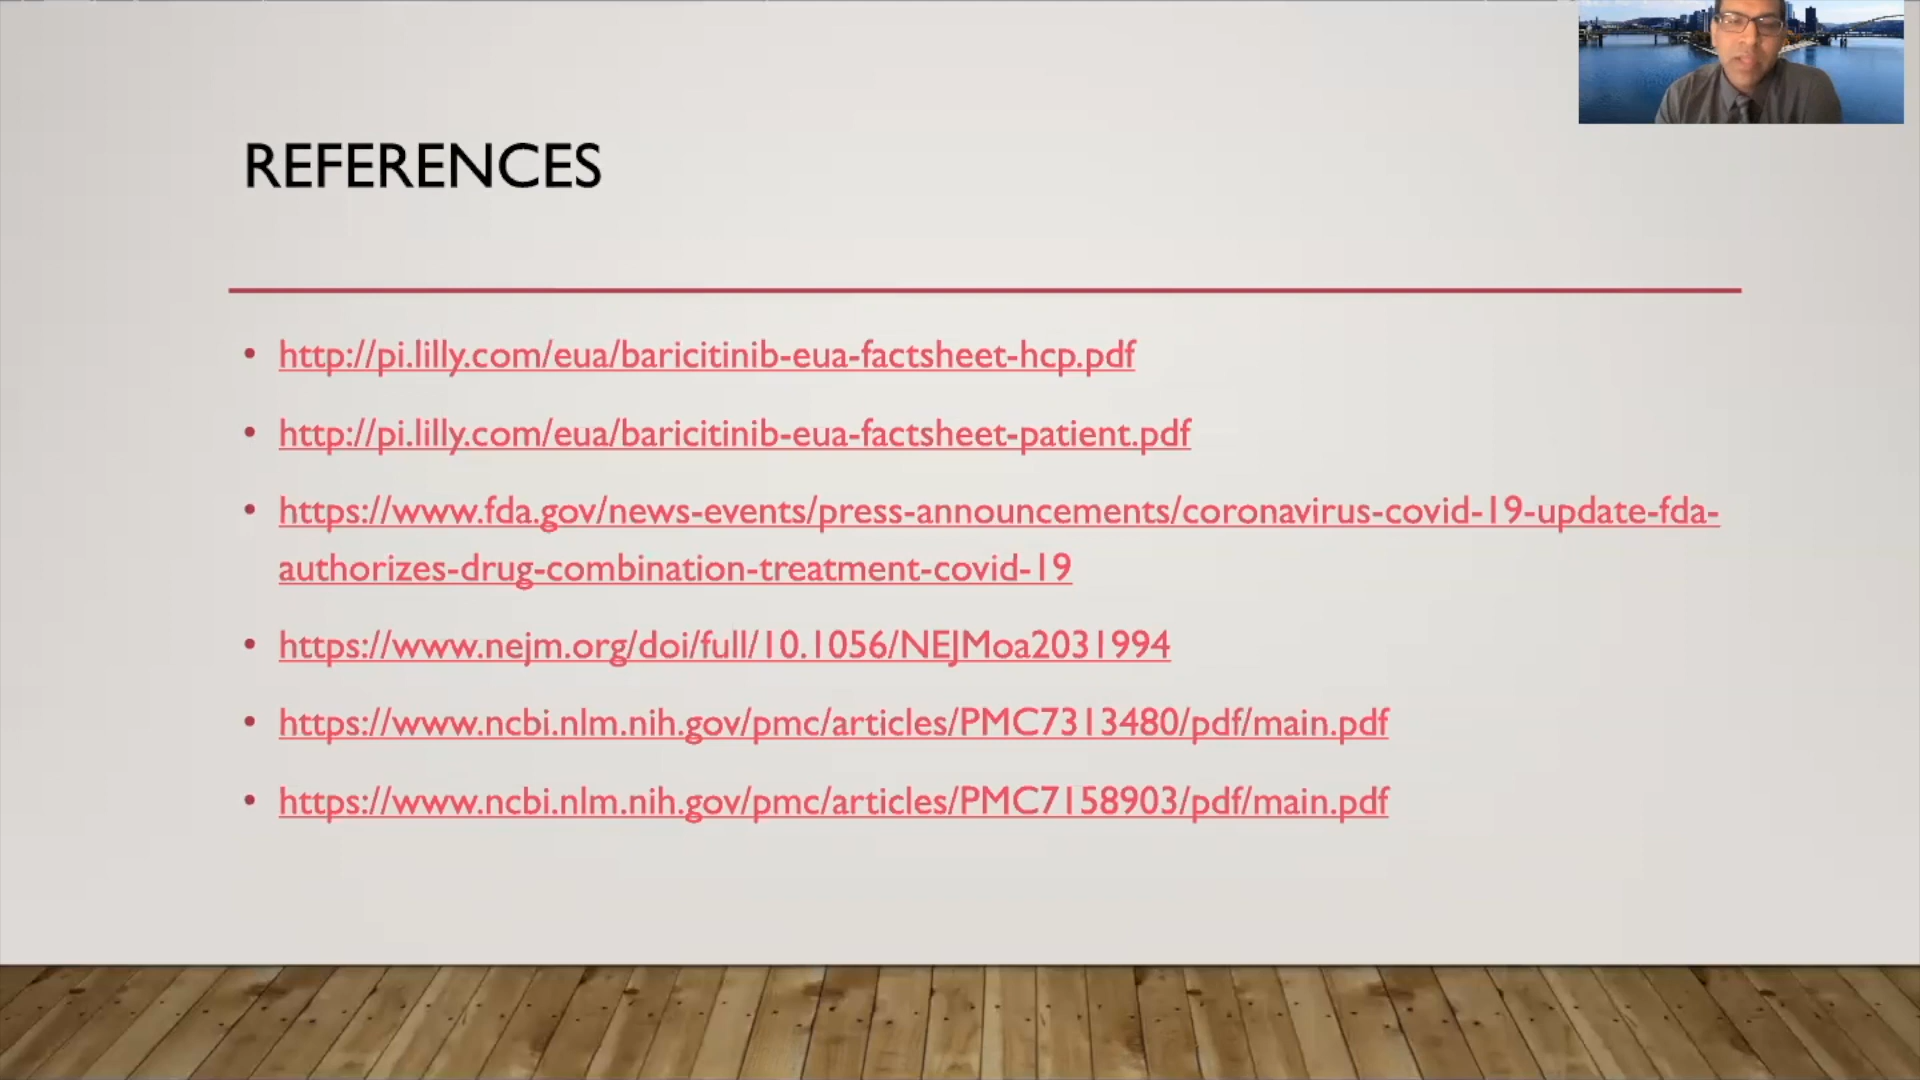 REFERENCES
• http://pi.lilly.com/eua/baricitinib-eua-factsheet-hcp.pdf
• http://pi.lilly.com/eua/baricitinib-eua-factsheet-patient.pdf
• https://www.fda.gov/news-events/press-announcements/coronavirus-covid-19-update-fda-
authorizes-drug-combination-treatment-covid-19
• https://www.nejm.org/doi/full/10.1056/NEJMoa2031994
• https://www.ncbi.nlm.nih.gov/pmc/articles/PMC7313480/pdf/main.pdf
• https://www.ncbi.nlm.nih.gov/pmc/articles/PMC7158903/pdf/main.pdf